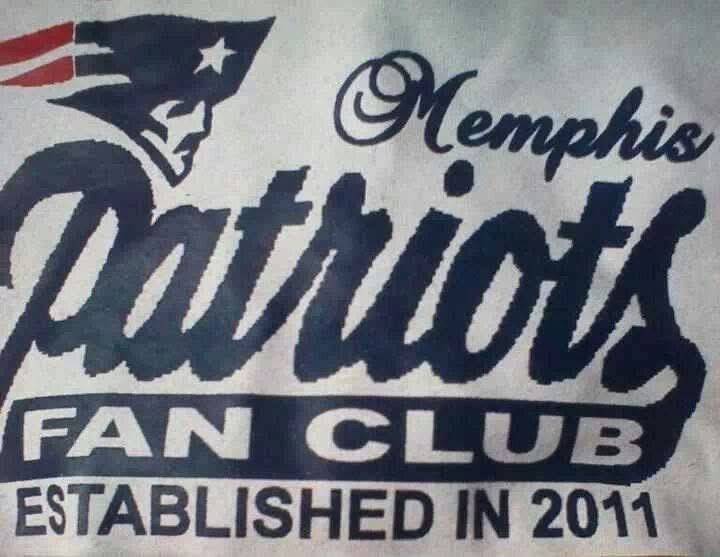 Memphis
Patriots
FAN CLUB
ESTABLISHED IN 2011